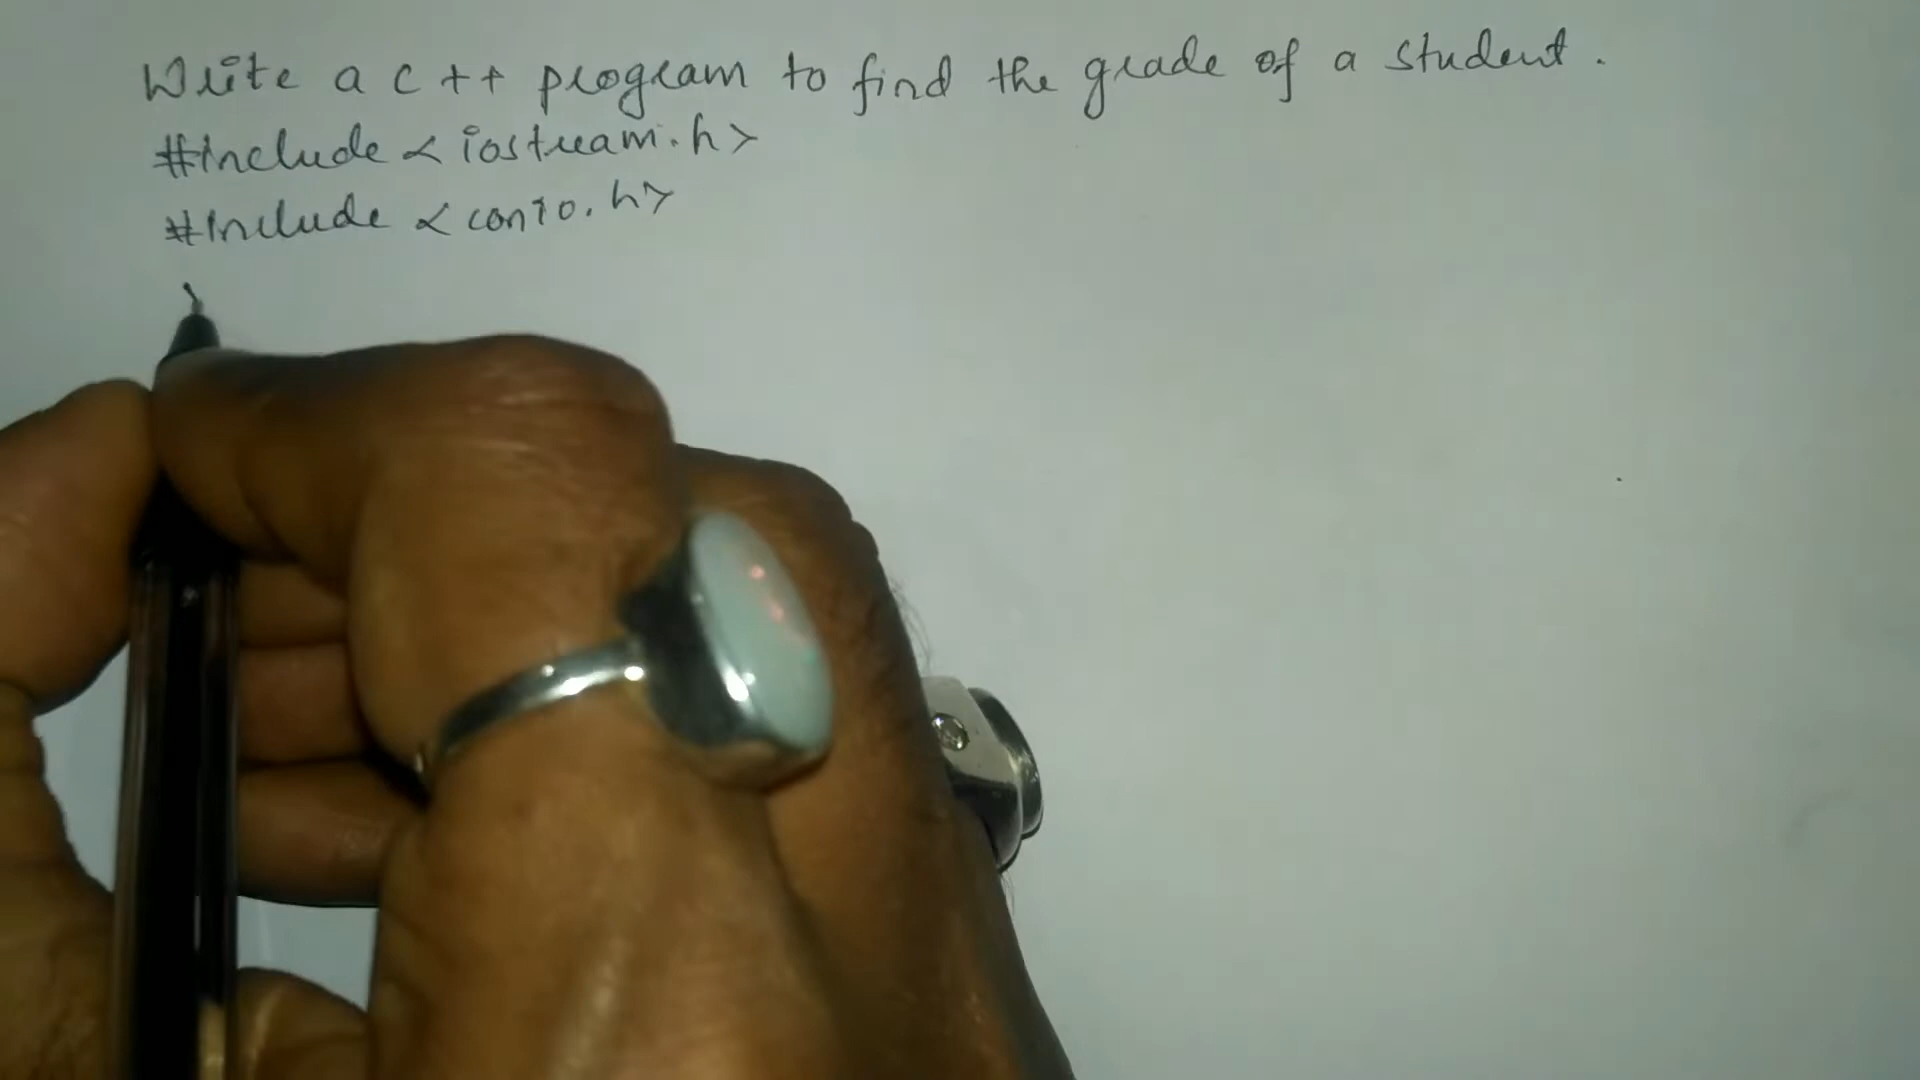 Write a c++ program to find the grade of a student.
#include <iostream.h>
#include <conio.h>